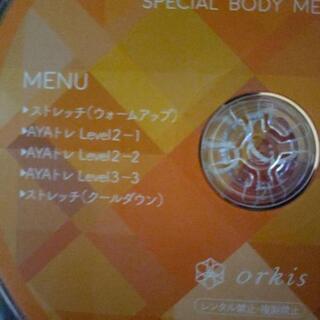 SPECIAL BODY ME
MENU
▶ストレッチ(ウォームアップ)
▶AYAトレ Level2-1
▶AYAトレ Level2-2
▶AYAトレ Level3-3
▶ストレッチ(クールダウン)
orkis
レンタル禁止・複製禁止